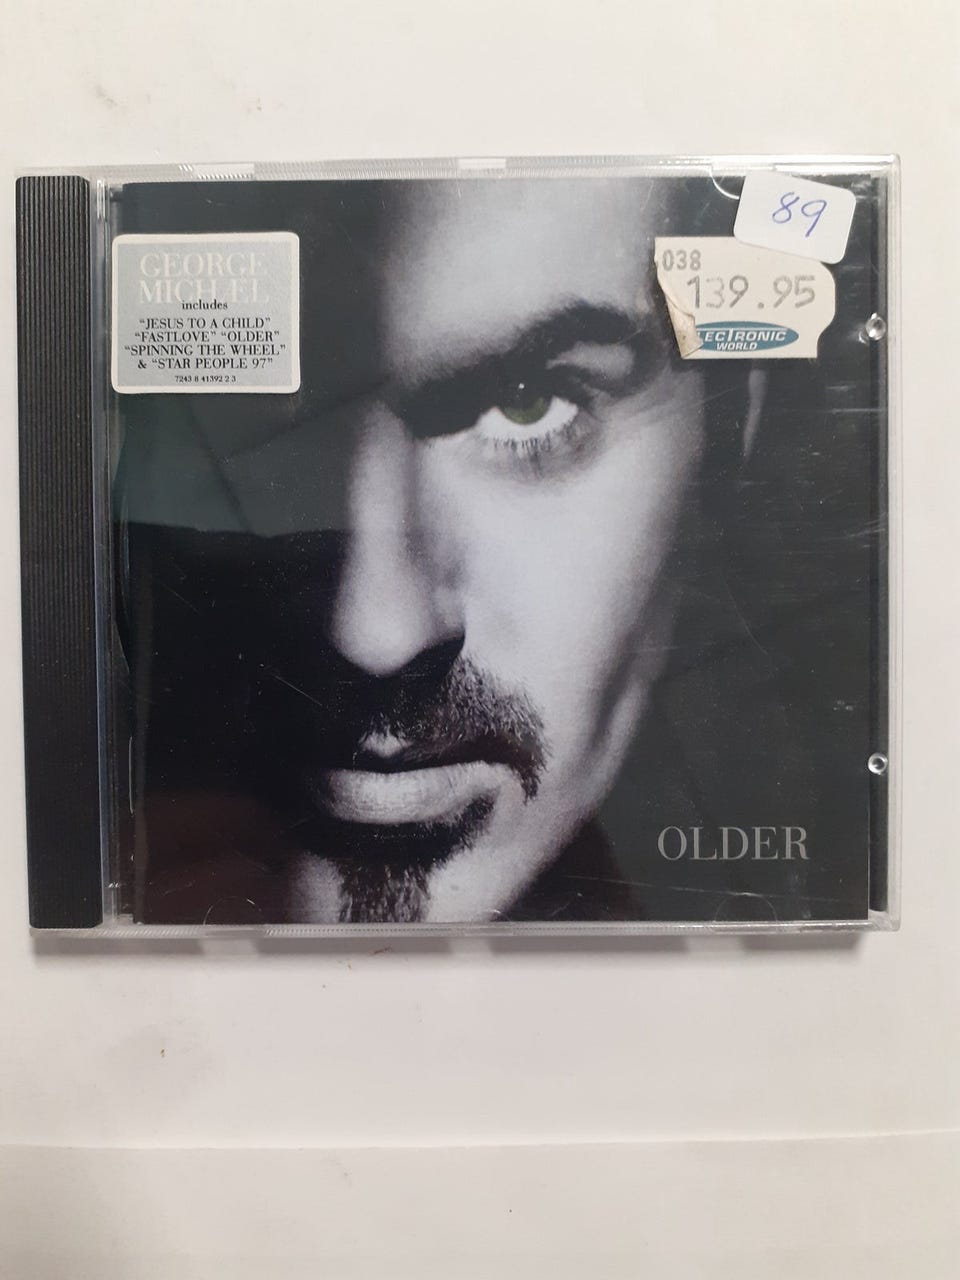 89
038
139.95
LECTRONIC
WORLD
GEORGE
MICHAEL
includes
"JESUS TO A CHILD"
"FASTLOVE" "OLDER"
"SPINNING THE WHEEL"
& "STAR PEOPLE 97"
7243 8 41392 2 3
OLDER